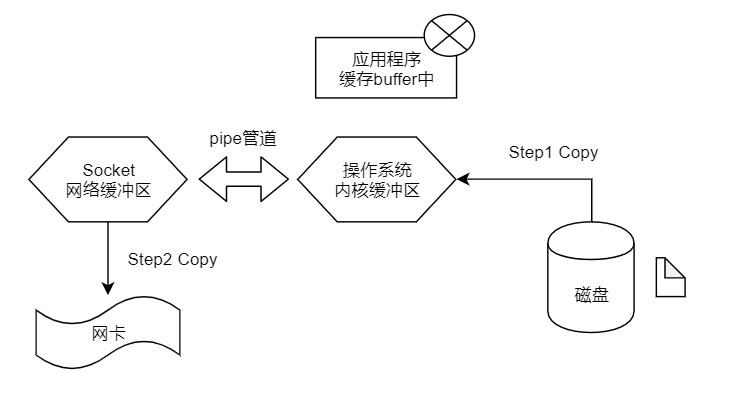 应用程序
缓存buffer中
pipe管道
Socket
网络缓冲区
操作系统
内核缓冲区
Step1 Copy
Step2 Copy
磁盘
网卡